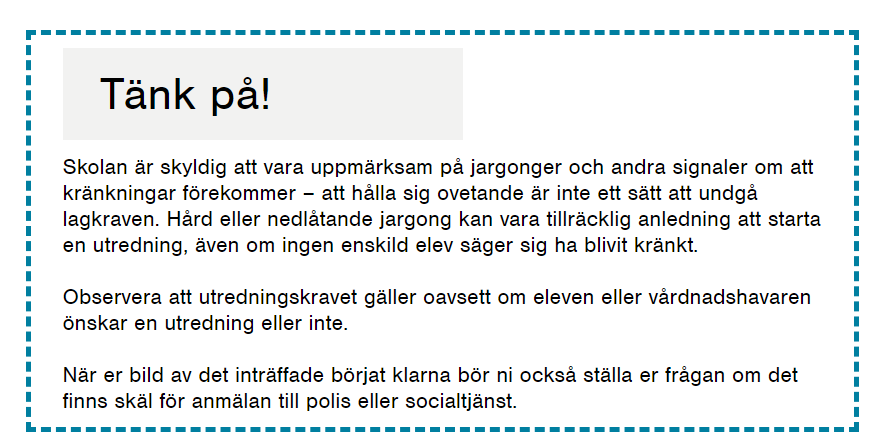 Tänk på!
Skolan är skyldig att vara uppmärksam på jargonger och andra signaler om att
kränkningar förekommer – att hålla sig ovetande är inte ett sätt att undgå
lagkraven. Hård eller nedlåtande jargong kan vara tillräcklig anledning att starta
en utredning, även om ingen enskild elev säger sig ha blivit kränkt.
Observera att utredningskravet gäller oavsett om eleven eller vårdnadshavaren
önskar en utredning eller inte.
När er bild av det inträffade börjat klarna bör ni också ställa er frågan om det
finns skäl för anmälan till polis eller socialtjänst.